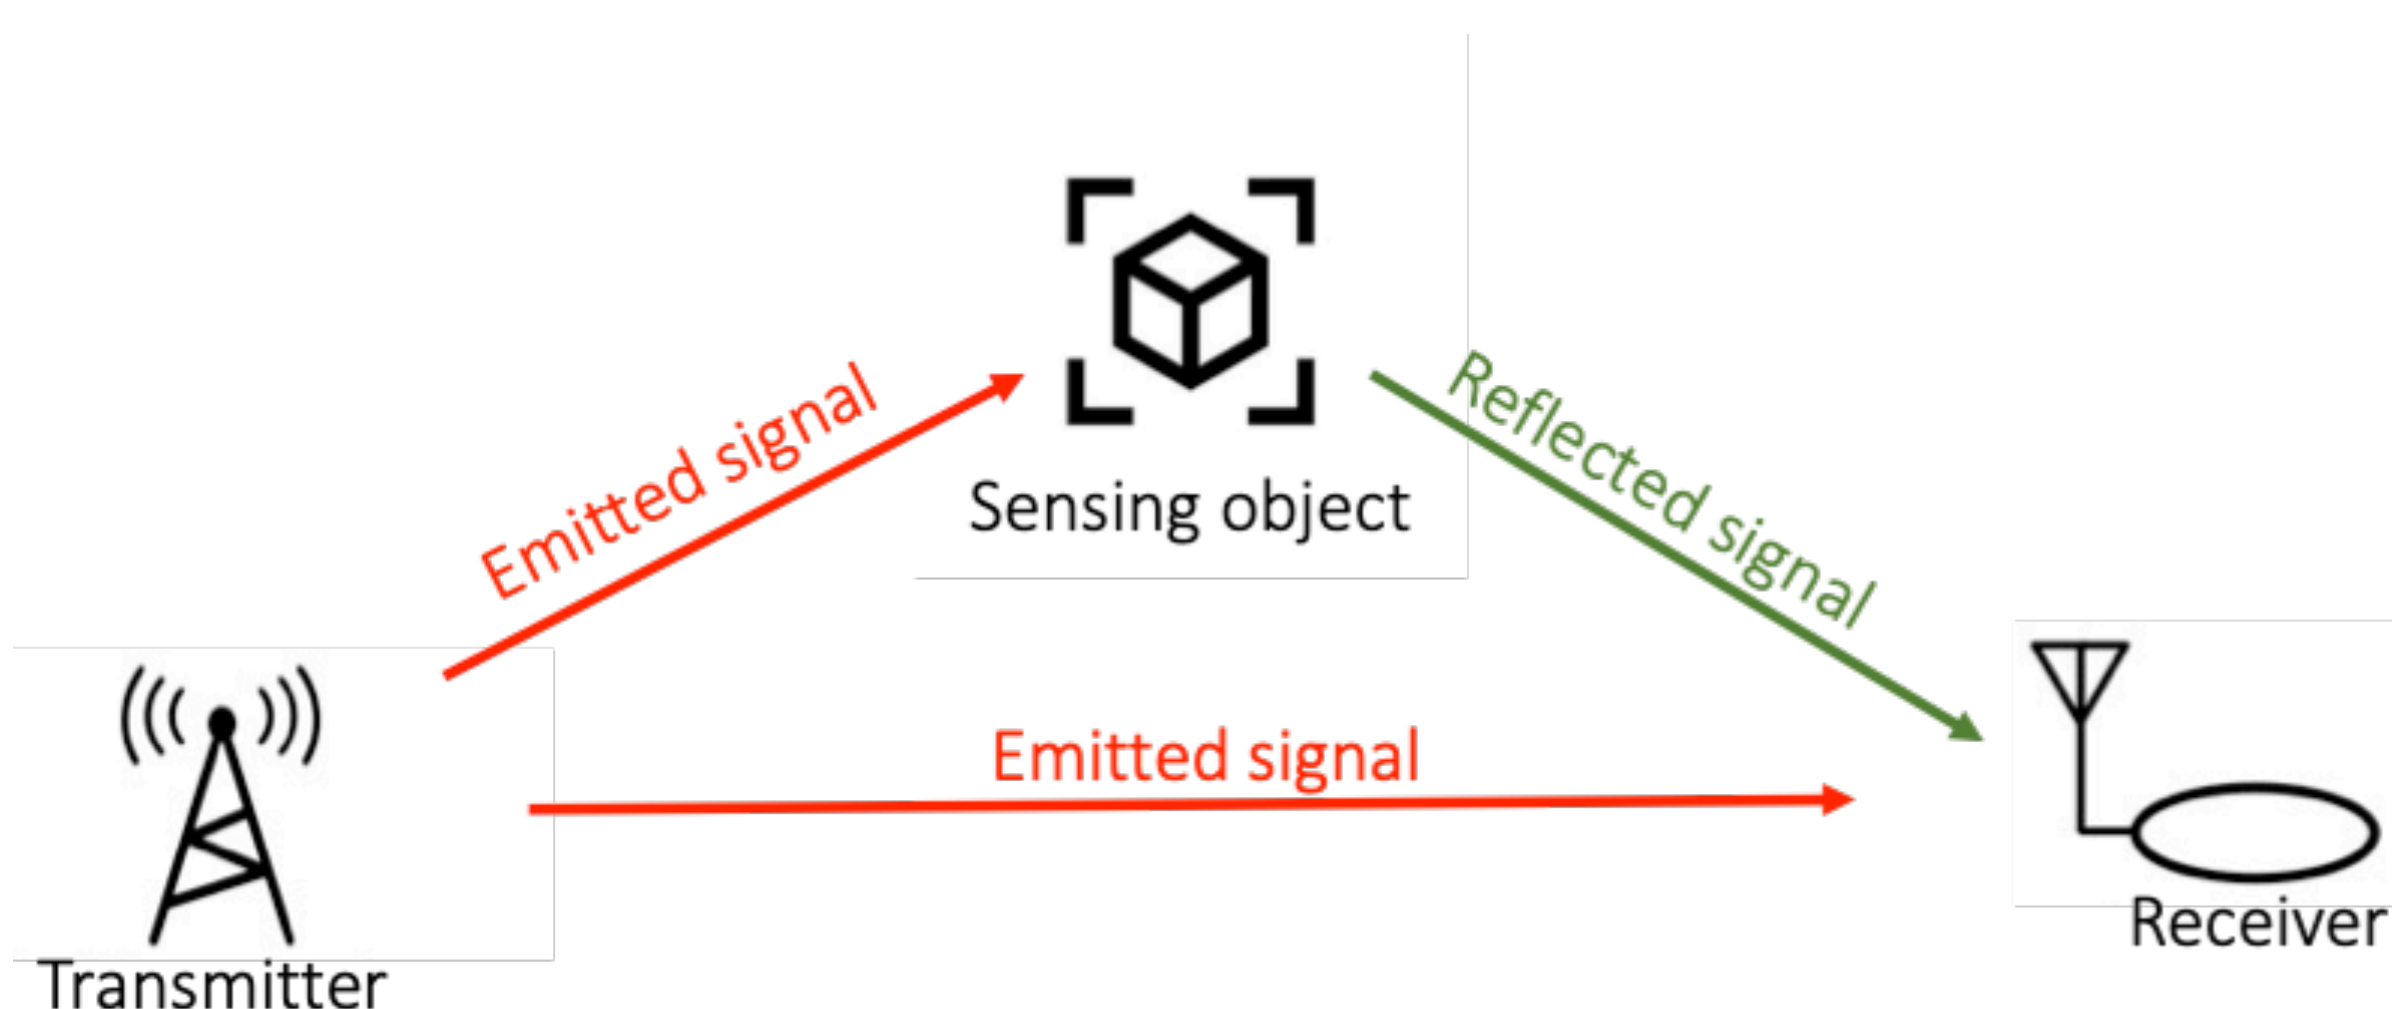 Emitted signal
Sensing object
Reflected signal
Emitted signal
Transmitter
Receiver